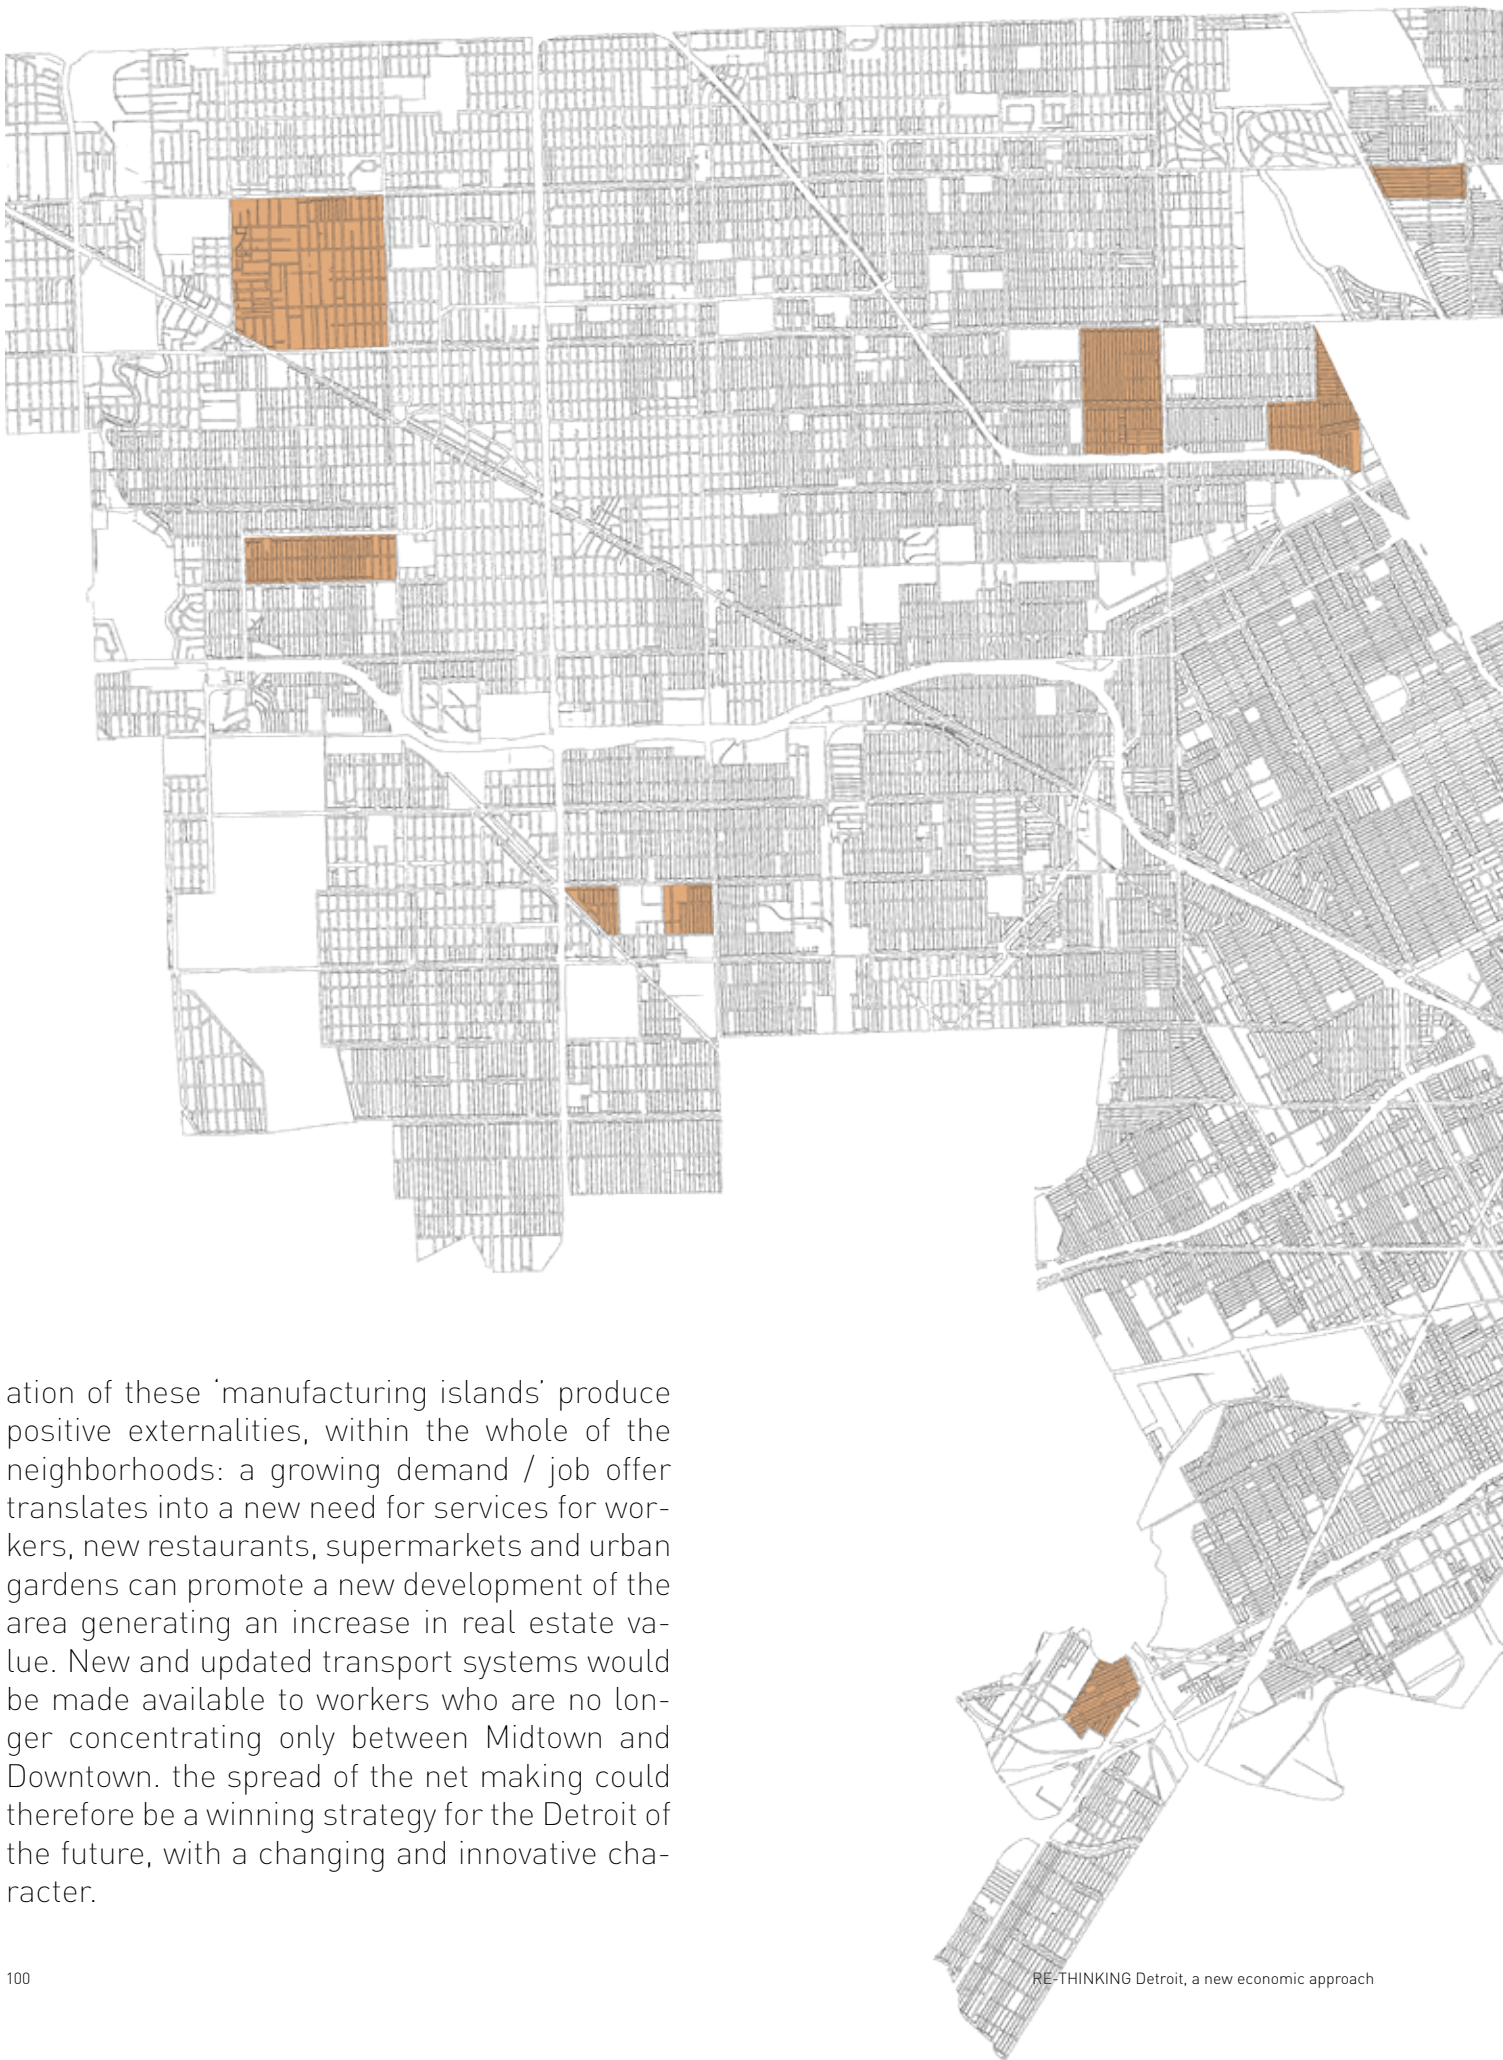 ation of these ‘manufacturing islands’ produce
positive externalities, within the whole of the
neighborhoods: a growing demand / job offer
translates into a new need for services for wor-
kers, new restaurants, supermarkets and urban
gardens can promote a new development of the
area generating an increase in real estate va-
lue. New and updated transport systems would
be made available to workers who are no lon-
ger concentrating only between Midtown and
Downtown. the spread of the net making could
therefore be a winning strategy for the Detroit of
the future, with a changing and innovative cha-
racter.
100
RE-THINKING Detroit, a new economic approach